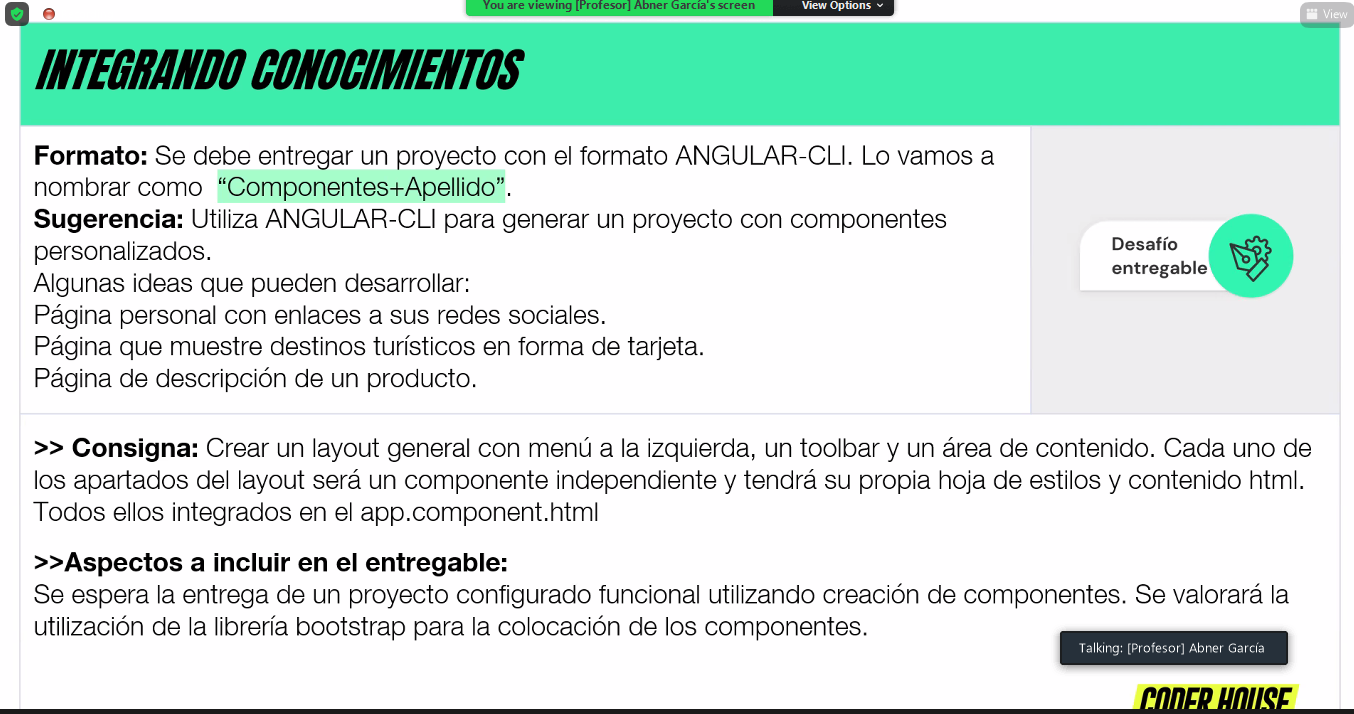 You are viewing [Profesor] Abner García's screen
View Options
View
INTEGRANDO CONOCIMIENTOS
Formato: Se debe entregar un proyecto con el formato ANGULAR-CLI. Lo vamos a
nombrar como “Componentes+Apellido”.
Sugerencia: Utiliza ANGULAR-CLI para generar un proyecto con componentes
personalizados.
Algunas ideas que pueden desarrollar:
Página personal con enlaces a sus redes sociales.
Página que muestre destinos turísticos en forma de tarjeta.
Página de descripción de un producto.
Desafío
entregable
>> Consigna: Crear un layout general con menú a la izquierda, un toolbar y un área de contenido. Cada uno de
los apartados del layout será un componente independiente y tendrá su propia hoja de estilos y contenido html.
Todos ellos integrados en el app.component.html
>>Aspectos a incluir en el entregable:
Se espera la entrega de un proyecto configurado funcional utilizando creación de componentes. Se valorará la
utilización de la librería bootstrap para la colocación de los componentes.
Talking: [Profesor] Abner García
CODER HOUSE